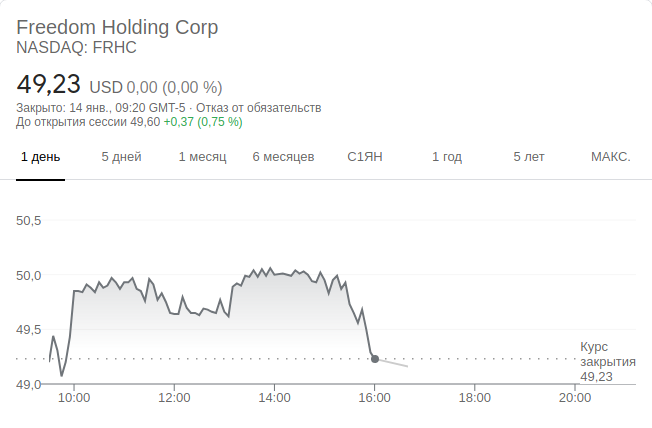 Freedom Holding Corp
NASDAQ: FRHC
49,23 USD 0,00 (0,00 %)
Закрыто: 14 янв., 09:20 GMT-5 · Отказ от обязательств
До открытия сессии 49,60 +0,37 (0,75 %)
1 день 5 дней 1 месяц 6 месяцев С1ЯН 1 год 5 лет МАКС.
50,5
50,0
49,5
Курс
закрытия
49,23
49,0
10:00 12:00 14:00 16:00 18:00 20:00